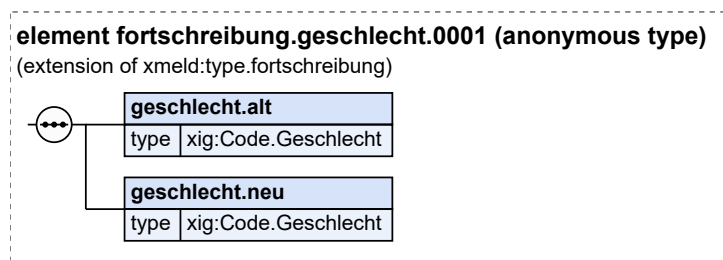 element fortschreibung.geschlecht.0001 (anonymous type)
(extension of xmeld:type.fortschreibung)
geschlecht.alt
type xig:Code.Geschlecht
geschlecht.neu
type xig:Code.Geschlecht